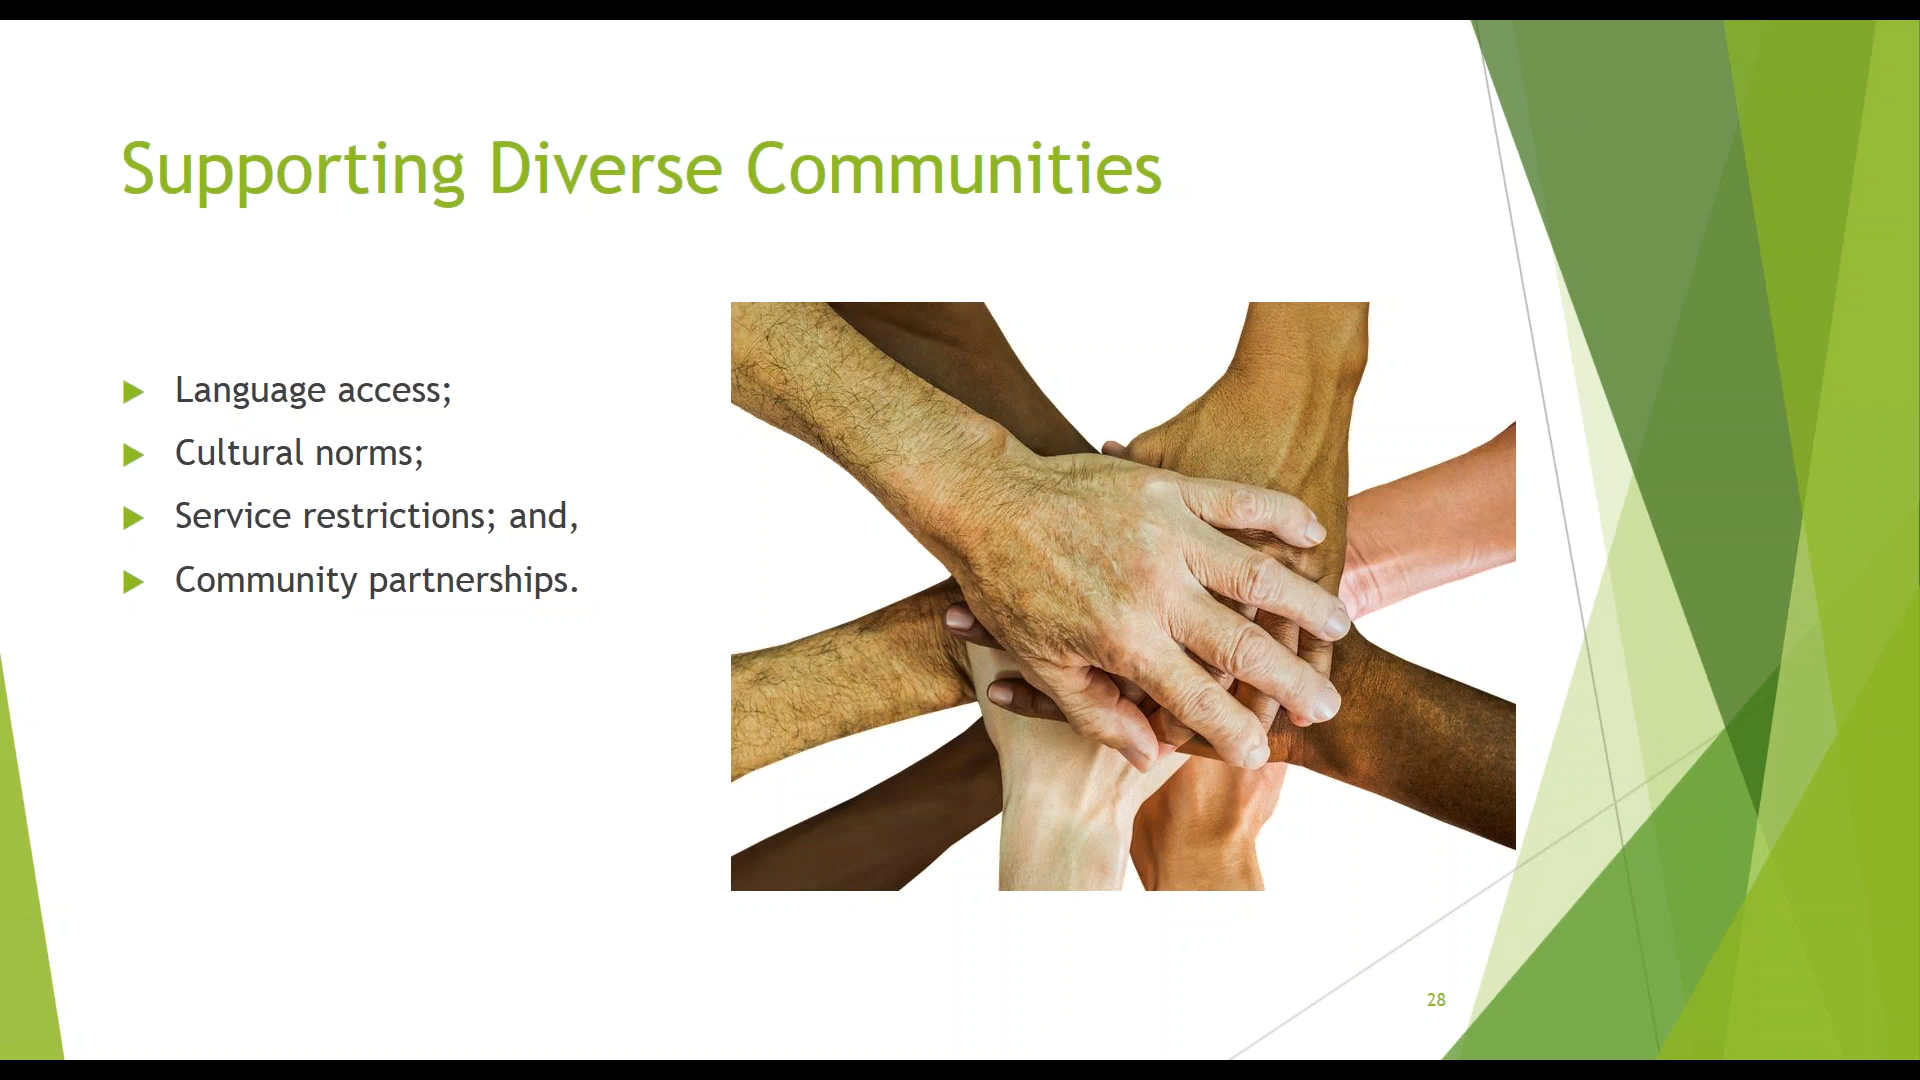 Supporting Diverse Communities
Language access;
Cultural norms;
Service restrictions; and,
Community partnerships.
28